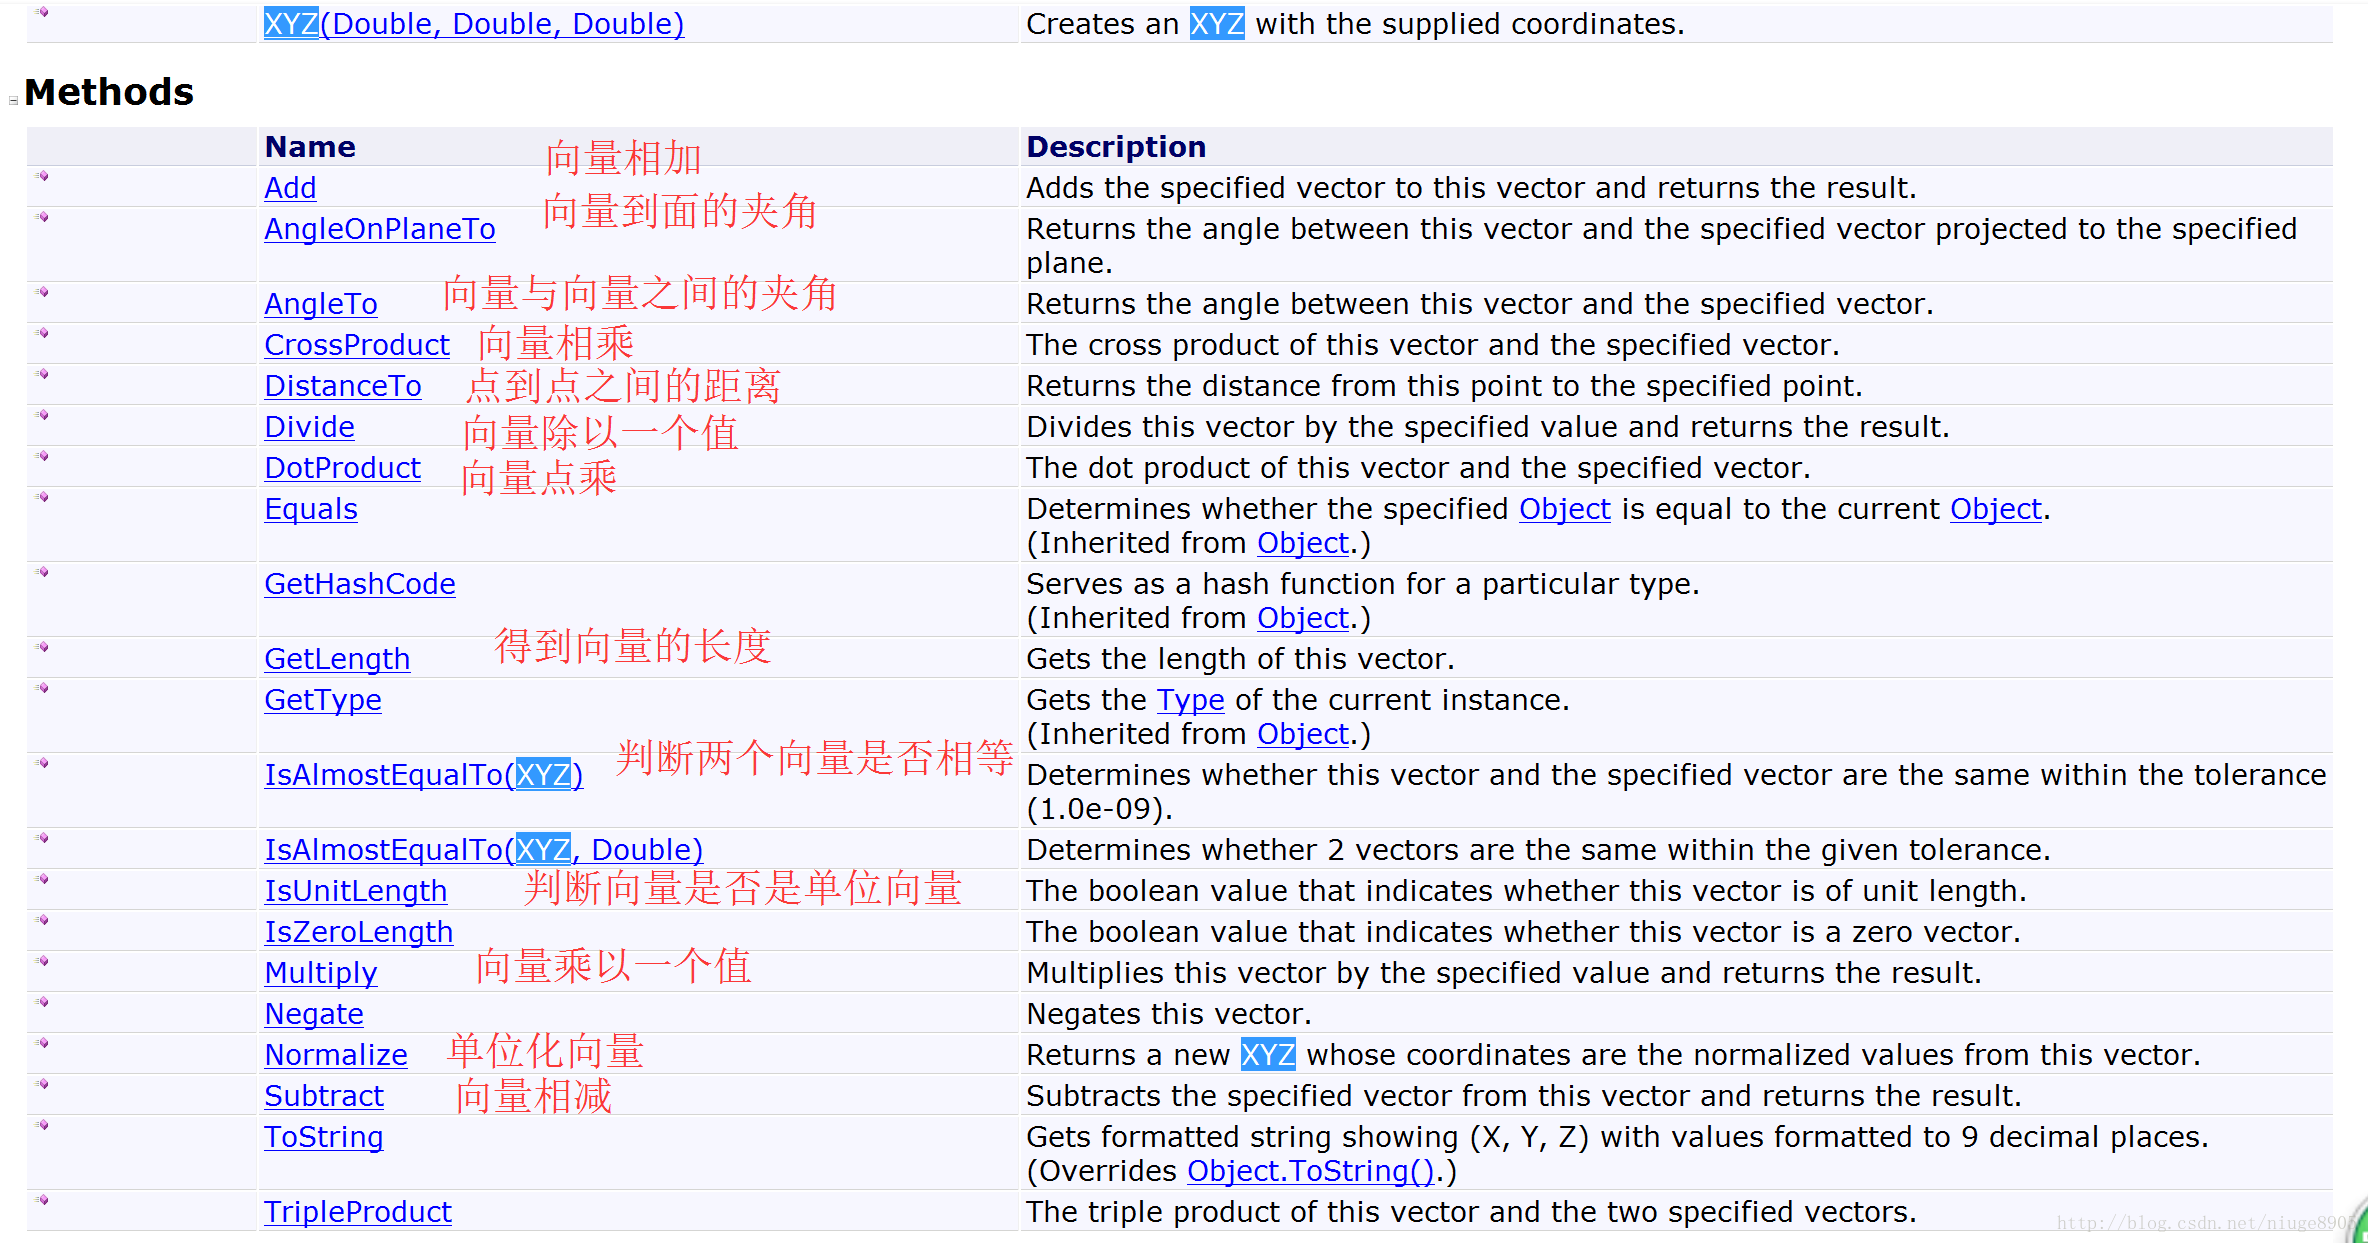 XYZ(Double, Double, Double) Creates an XYZ with the supplied coordinates.
Methods
Name Description
向量相加
Add Adds the specified vector to this vector and returns the result.
向量到面的夹角
AngleOnPlaneTo Returns the angle between this vector and the specified vector projected to the specified
plane.
向量与向量之间的夹角
AngleTo Returns the angle between this vector and the specified vector.
CrossProduct 向量相乘 The cross product of this vector and the specified vector.
DistanceTo 点到点之间的距离 Returns the distance from this point to the specified point.
Divide 向量除以一个值 Divides this vector by the specified value and returns the result.
DotProduct 向量点乘 The dot product of this vector and the specified vector.
Equals Determines whether the specified Object is equal to the current Object.
(Inherited from Object.)
GetHashCode Serves as a hash function for a particular type.
(Inherited from Object.)
GetLength 得到向量的长度 Gets the length of this vector.
GetType Gets the Type of the current instance.
(Inherited from Object.)
IsAlmostEqualTo(XYZ) 判断两个向量是否相等 Determines whether this vector and the specified vector are the same within the tolerance
(1.0e-09).
IsAlmostEqualTo(XYZ, Double) Determines whether 2 vectors are the same within the given tolerance.
IsUnitLength 判断向量是否是单位向量 The boolean value that indicates whether this vector is of unit length.
IsZeroLength The boolean value that indicates whether this vector is a zero vector.
Multiply 向量乘以一个值 Multiplies this vector by the specified value and returns the result.
Negate Negates this vector.
Normalize 单位化向量 Returns a new XYZ whose coordinates are the normalized values from this vector.
Subtract 向量相减 Subtracts the specified vector from this vector and returns the result.
ToString Gets formatted string showing (X, Y, Z) with values formatted to 9 decimal places.
(Overrides Object.ToString().)
TripleProduct The triple product of this vector and the two specified vectors.